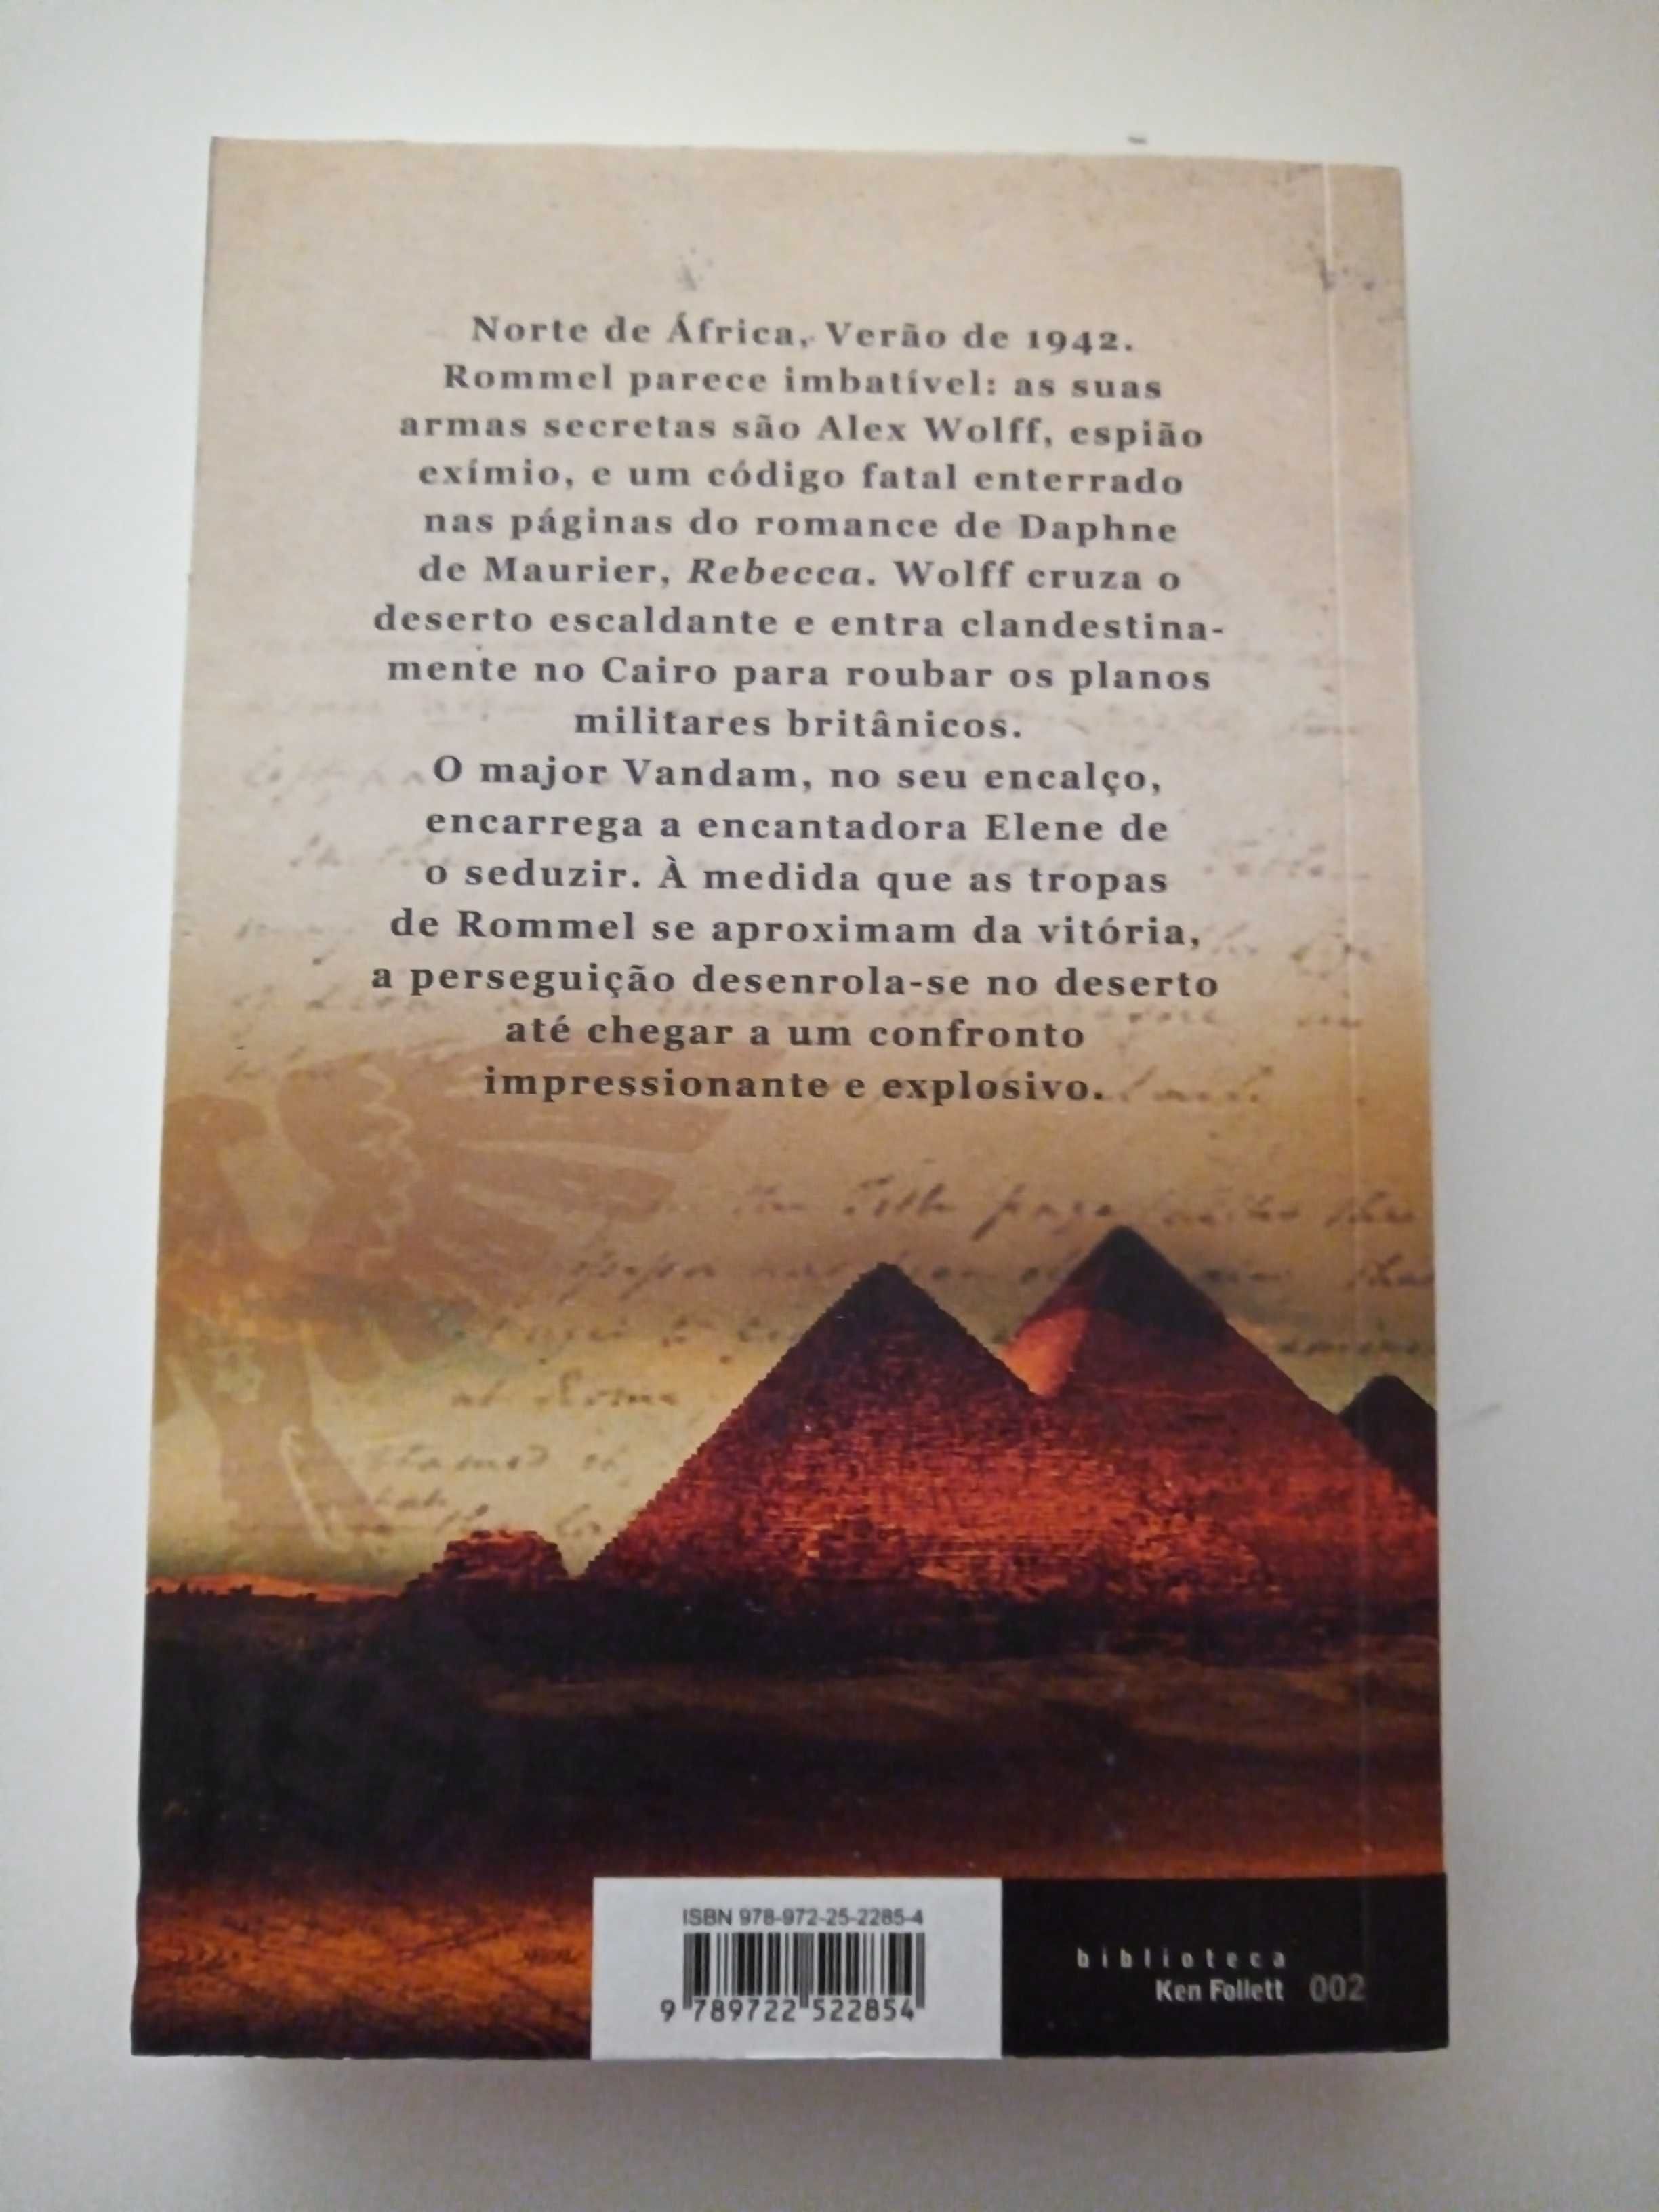 Norte de África, Verão de 1942.
Rommel parece imbatível: as suas
armas secretas são Alex Wolff, espião
exímio, e um código fatal enterrado
nas páginas do romance de Daphne
de Maurier, Rebecca. Wolff cruza o
deserto escaldante e entra clandestina-
mente no Cairo para roubar os planos
militares britânicos.
O major Vandam, no seu encalço,
encarrega a encantadora Elene de
o seduzir. À medida que as tropas
de Rommel se aproximam da vitória,
a perseguição desenrola-se no deserto
até chegar a um confronto
impressionante e explosivo.
ISBN 978-972-25-2285-4
9 789722 522854
biblioteca
Ken Follett 002